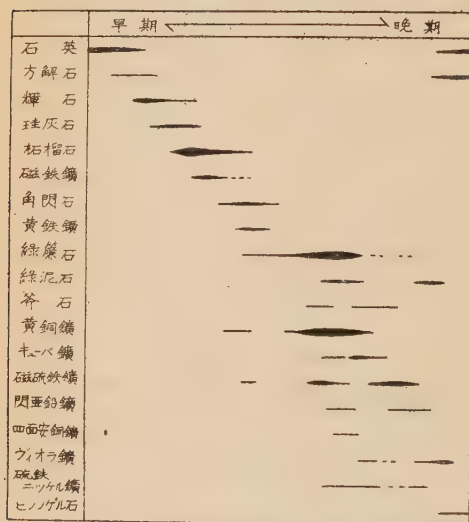 早期 晩期
石英
方解石
輝石
珪灰石
柘榴石
磁鉄鑛
角閃石
黄鉄鑛
緑簾石
緑泥石
斧石
黄銅鑛
キューバ鑛
磁硫鉄鑛
閃亜鉛鑛
四面安銅鑛
ヴィオラ鑛
硫鉄
ニッケル鑛
ヒンゲル石